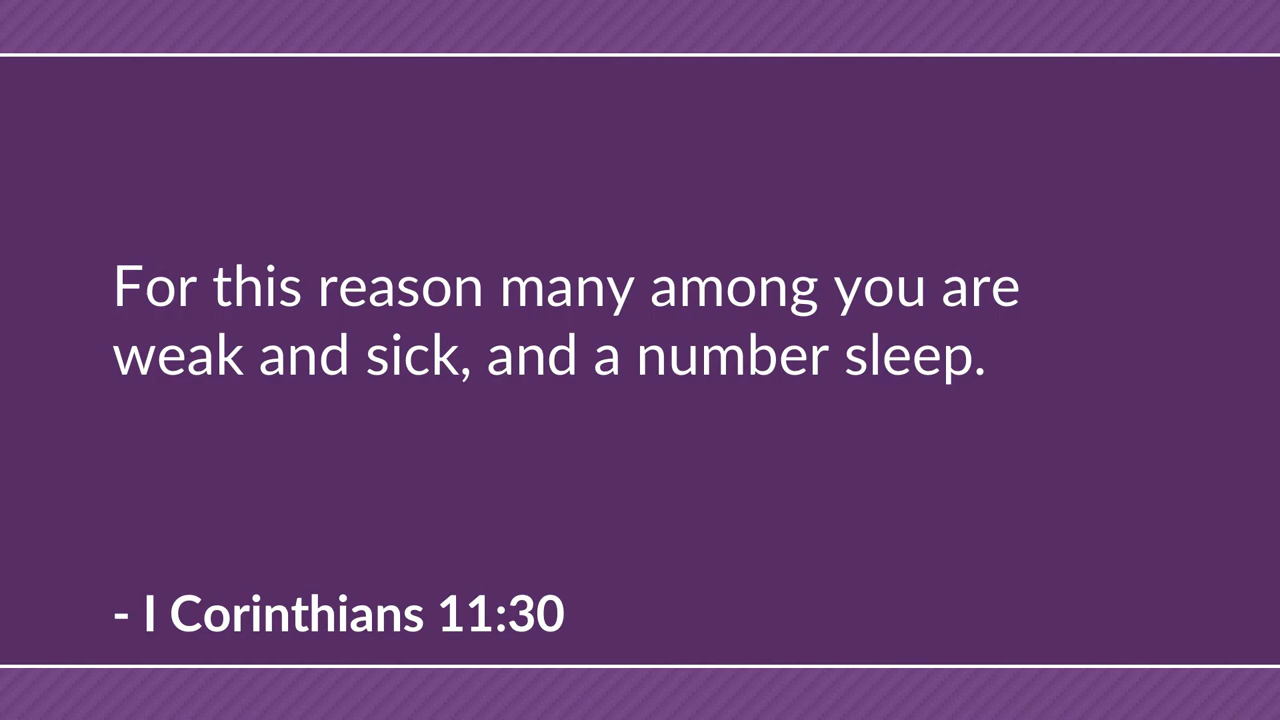 For this reason many among you are
weak and sick, and a number sleep.
- I Corinthians 11:30